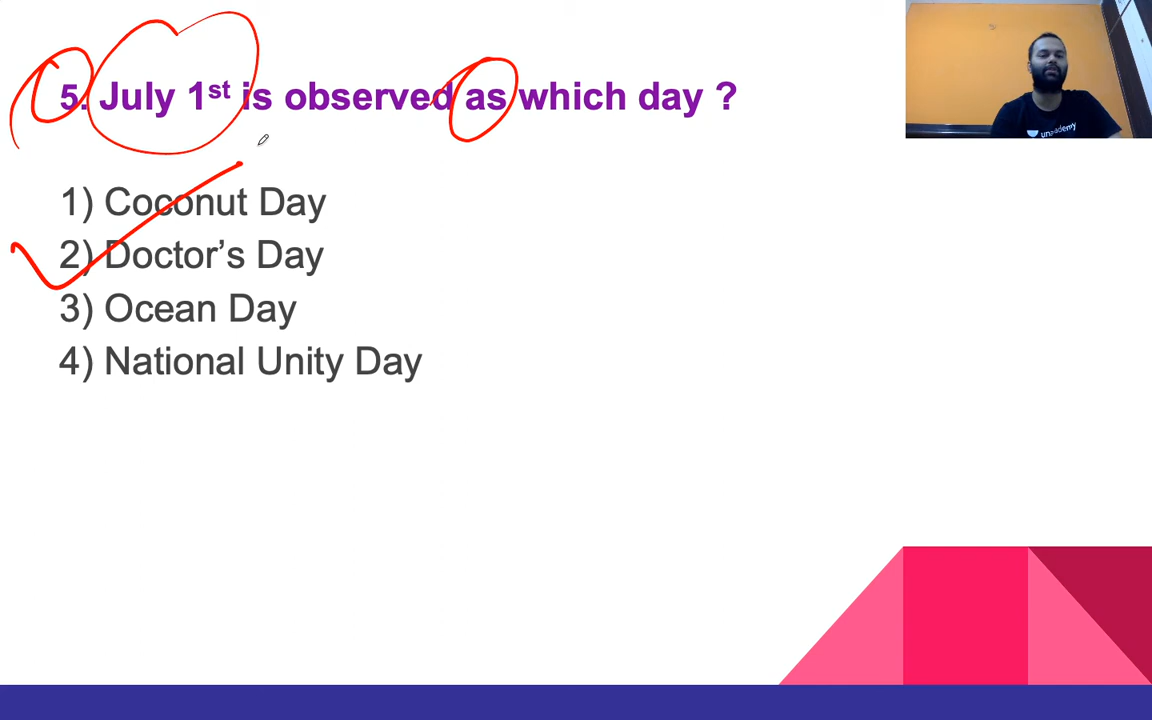 5. July 1st is observed as which day ?
1) Coconut Day
2) Doctor’s Day
3) Ocean Day
4) National Unity Day
unacademy